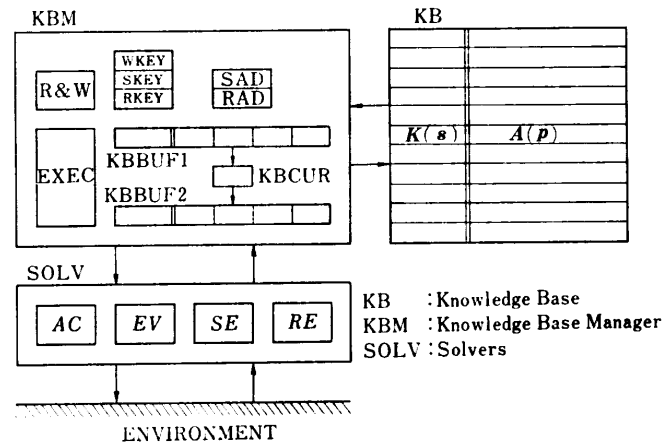 KBM
KB
WKEY
SKEY
RKEY
R&W
SAD
RAD
EXEC
KBBUF1
KBCUR
KBBUF2
K(s)
A(p)
SOLV
AC
EV
SE
RE
KB :Knowledge Base
KBM :Knowledge Base Manager
SOLV:Solvers
ENVIRONMENT